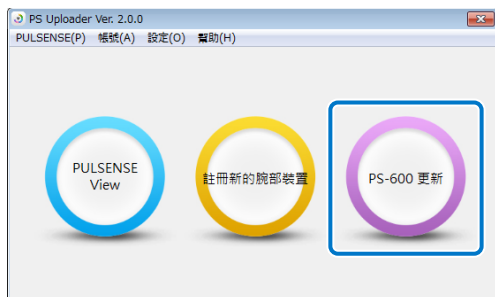 PS Uploader Ver. 2.0.0
PULSENSE(P) 帳號(A) 設定(O) 幫助(H)
PULSENSE
View
註冊新的腕部裝置
PS-600 更新